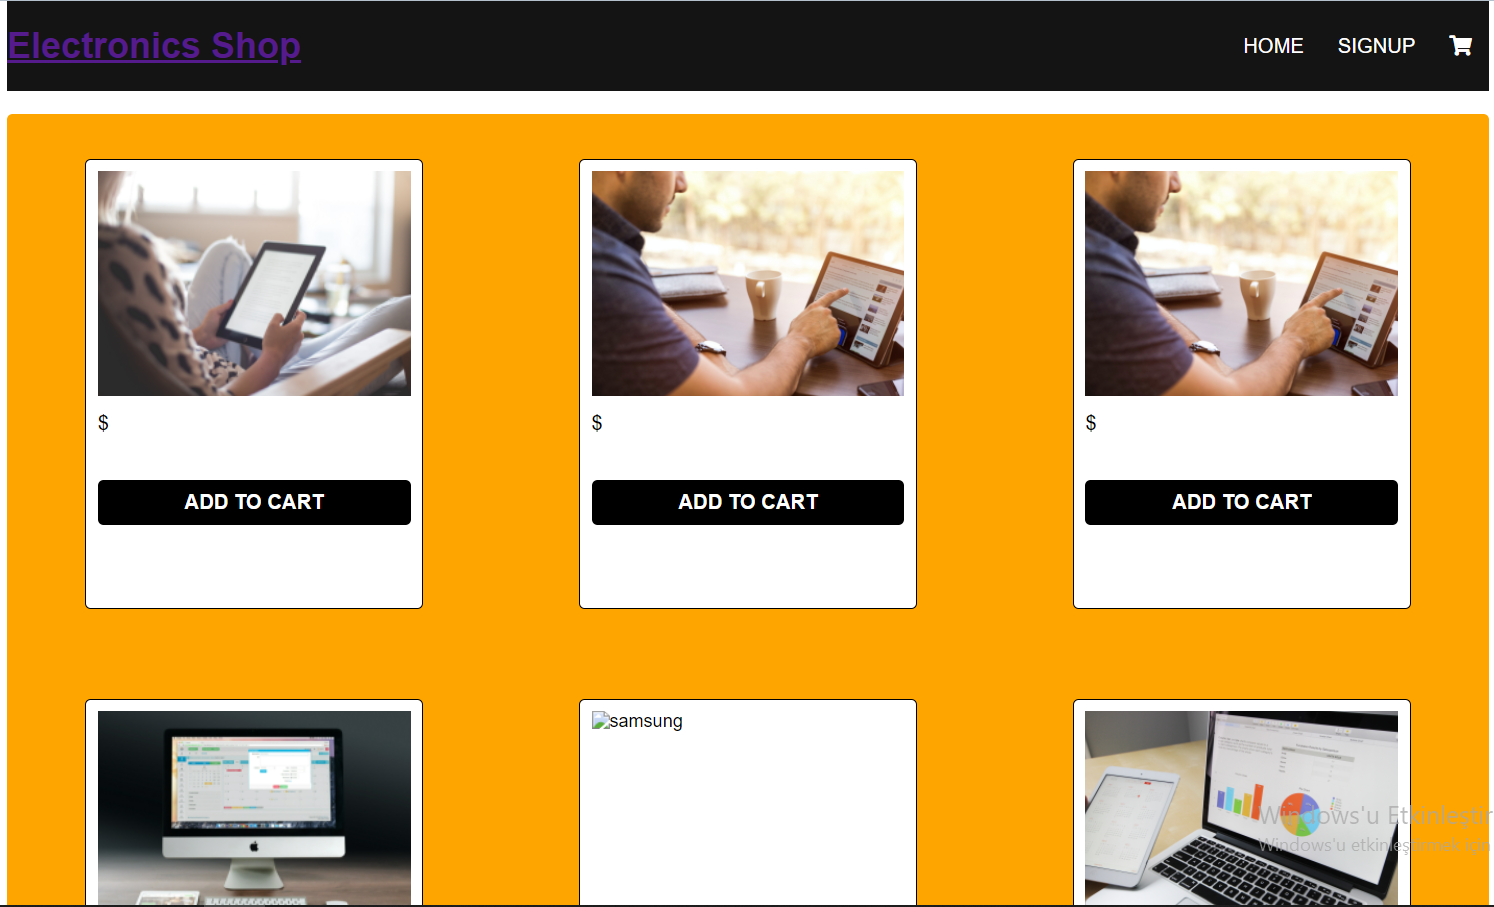 Electronics Shop
HOME SIGNUP
$ $ $
ADD TO CART ADD TO CART ADD TO CART
samsung
Windows'u Etkinleştir
Windows'u etkinleştirmek için